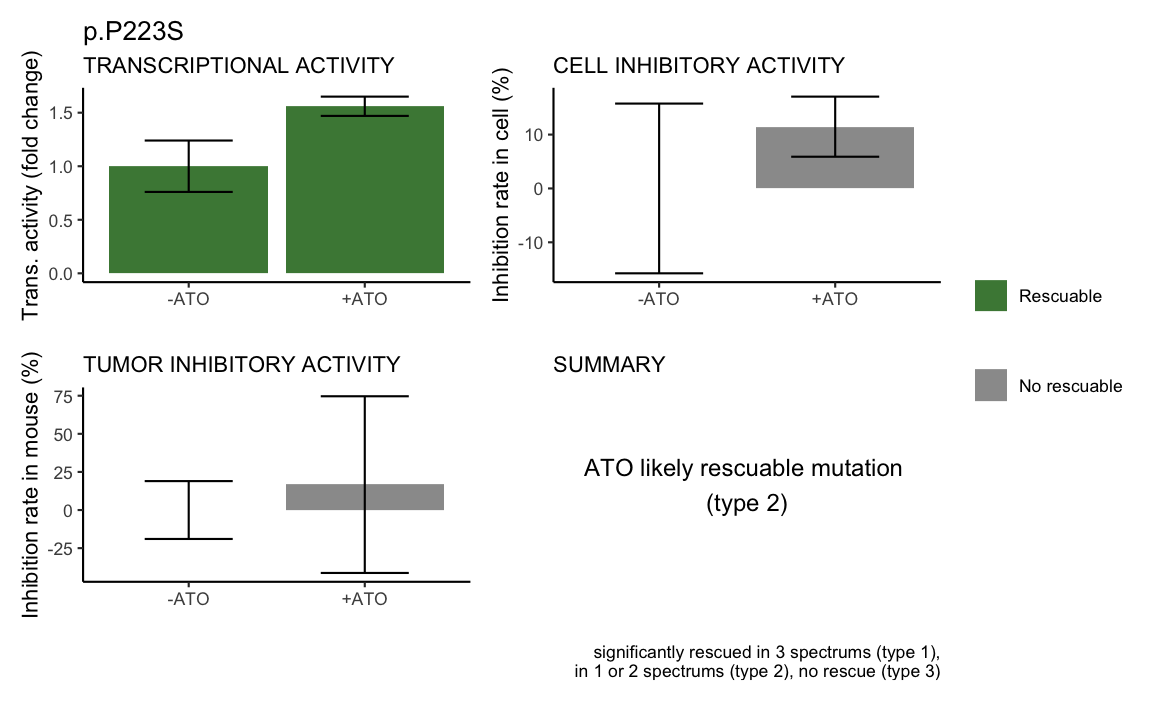 p.P223S
TRANSCRIPTIONAL ACTIVITY
Trans. activity (fold change)
1.5
1.0
0.5
0.0
-ATO
+ATO
CELL INHIBITORY ACTIVITY
Inhibition rate in cell (%)
10
0
-10
-ATO
+ATO
Rescuable
No rescuable
TUMOR INHIBITORY ACTIVITY
Inhibition rate in mouse (%)
75
50
25
0
-25
-ATO
+ATO
SUMMARY
ATO likely rescuable mutation
(type 2)
significantly rescued in 3 spectrums (type 1),
in 1 or 2 spectrums (type 2), no rescue (type 3)